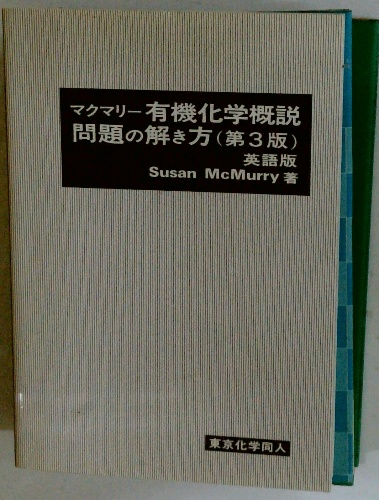 マクマリー 有機化学概説
問題の解き方(第3版)
英語版
Susan McMurry 著
東京化学同人